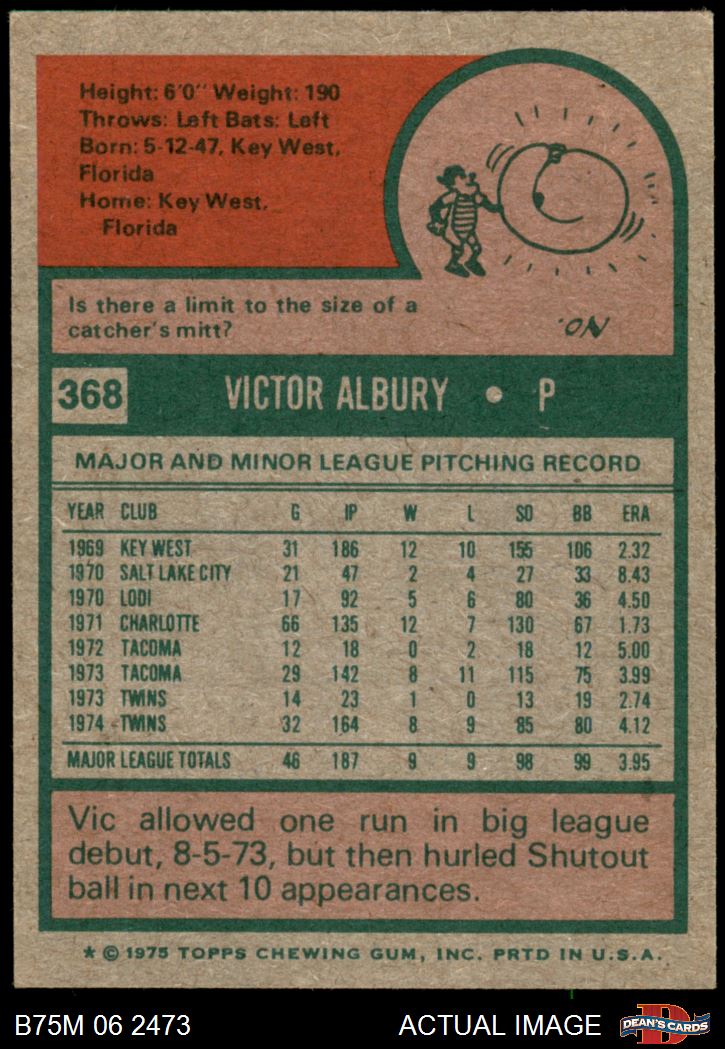 Height: 6'0" Weight: 190
Throws: Left Bats: Left
Born: 5-12-47, Key West,
Florida
Home: Key West,
Florida
Is there a limit to the size of a
catcher's mitt?
No.
368 VICTOR ALBURY • P
MAJOR AND MINOR LEAGUE PITCHING RECORD
YEAR CLUB G IP W L SO BB ERA
1969 KEY WEST 31 186 12 10 155 106 2.32
1970 SALT LAKE CITY 21 47 2 4 27 33 8.43
1970 LODI 17 92 5 6 80 36 4.50
1971 CHARLOTTE 66 135 12 7 130 67 1.73
1972 TACOMA 12 18 0 2 18 12 5.00
1973 TACOMA 29 142 8 11 115 75 3.99
1973 TWINS 14 23 1 0 13 19 2.74
1974 TWINS 32 164 8 9 85 80 4.12
MAJOR LEAGUE TOTALS 46 187 9 9 98 99 3.95
Vic allowed one run in big league
debut, 8-5-73, but then hurled Shutout
ball in next 10 appearances.
* © 1975 TOPPS CHEWING GUM, INC. PRTD IN U.S.A.
B75M 06 2473 ACTUAL IMAGE DEAN'S CARDS